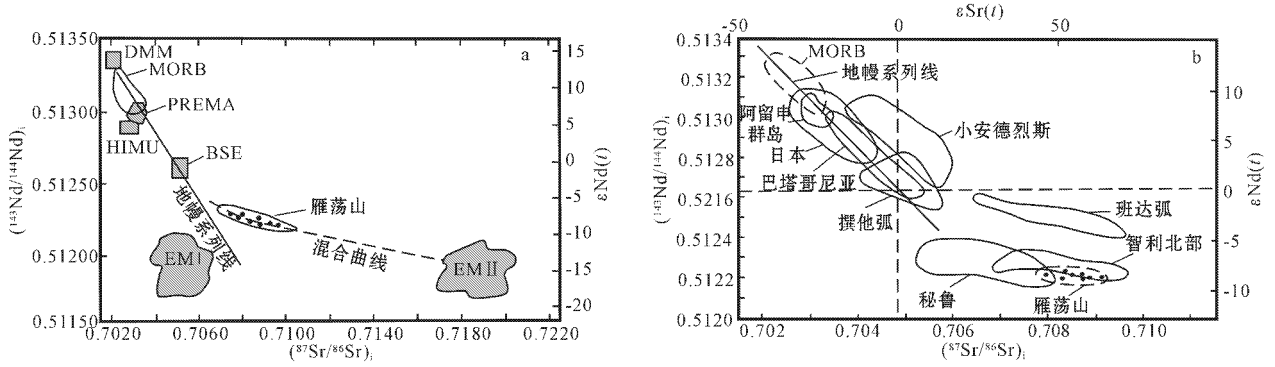 a
0.51350
0.51300
0.51250
0.51200
0.51150
(¹⁴³Nd/¹⁴⁴Nd)ᵢ
DMM
MORB
PREMA
HIMU
BSE
地幔系列线
雁荡山
混合曲线
EMⅠ
EMⅡ
15
10
5
0
-5
-10
-15
-20
εNd(t)
0.7020 0.7060 0.7100 0.7140 0.7180 0.7220
(⁸⁷Sr/⁸⁶Sr)ᵢ
εSr(t)
-50 0 50
b
0.5134
0.5132
0.5130
0.5128
0.5216
0.5124
0.5122
0.5120
(¹⁴³Nd/¹⁴⁴Nd)ᵢ
MORB
地幔系列线
阿留申
群岛
日本
巴塔哥尼亚
撰他弧
小安德烈斯
班达弧
智利北部
秘鲁
雁荡山
10
5
0
-5
-10
εNd(t)
0.702 0.704 0.706 0.708 0.710
(⁸⁷Sr/⁸⁶Sr)ᵢ